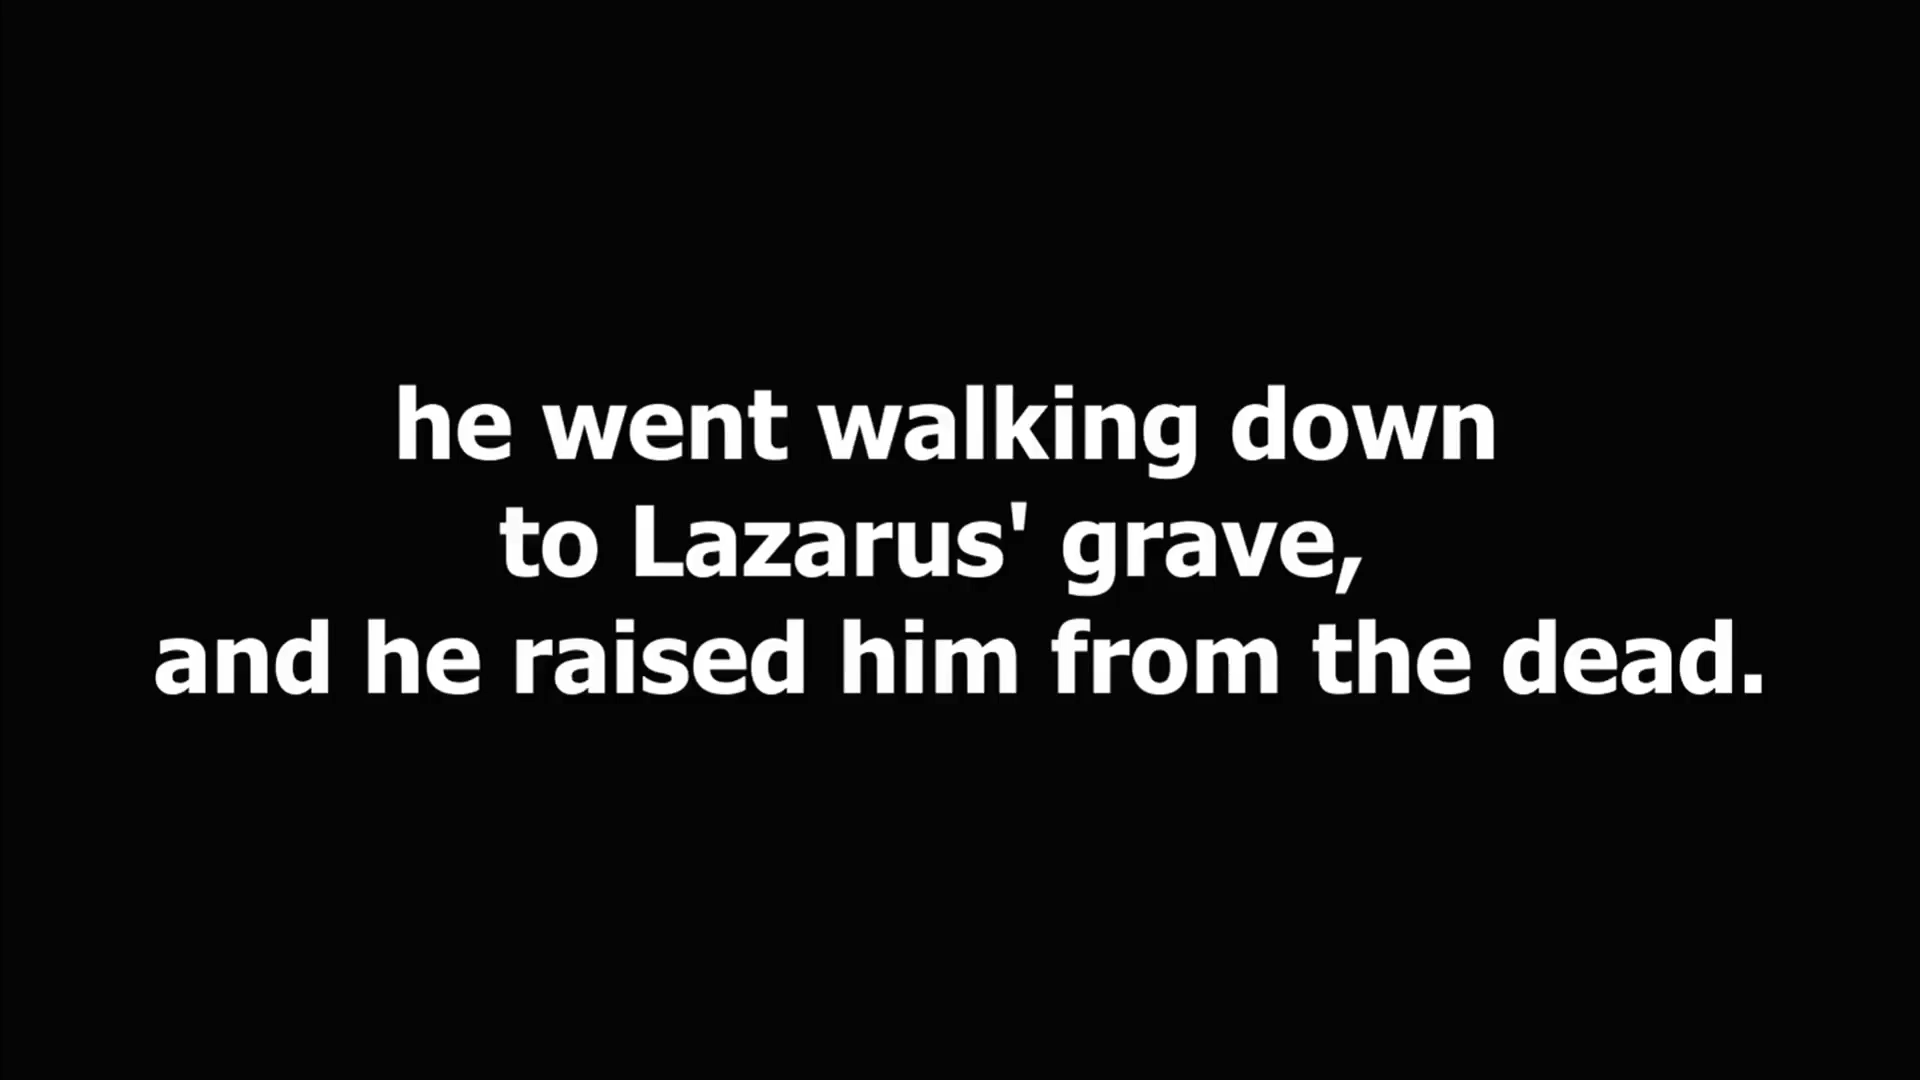 he went walking down
to Lazarus' grave,
and he raised him from the dead.